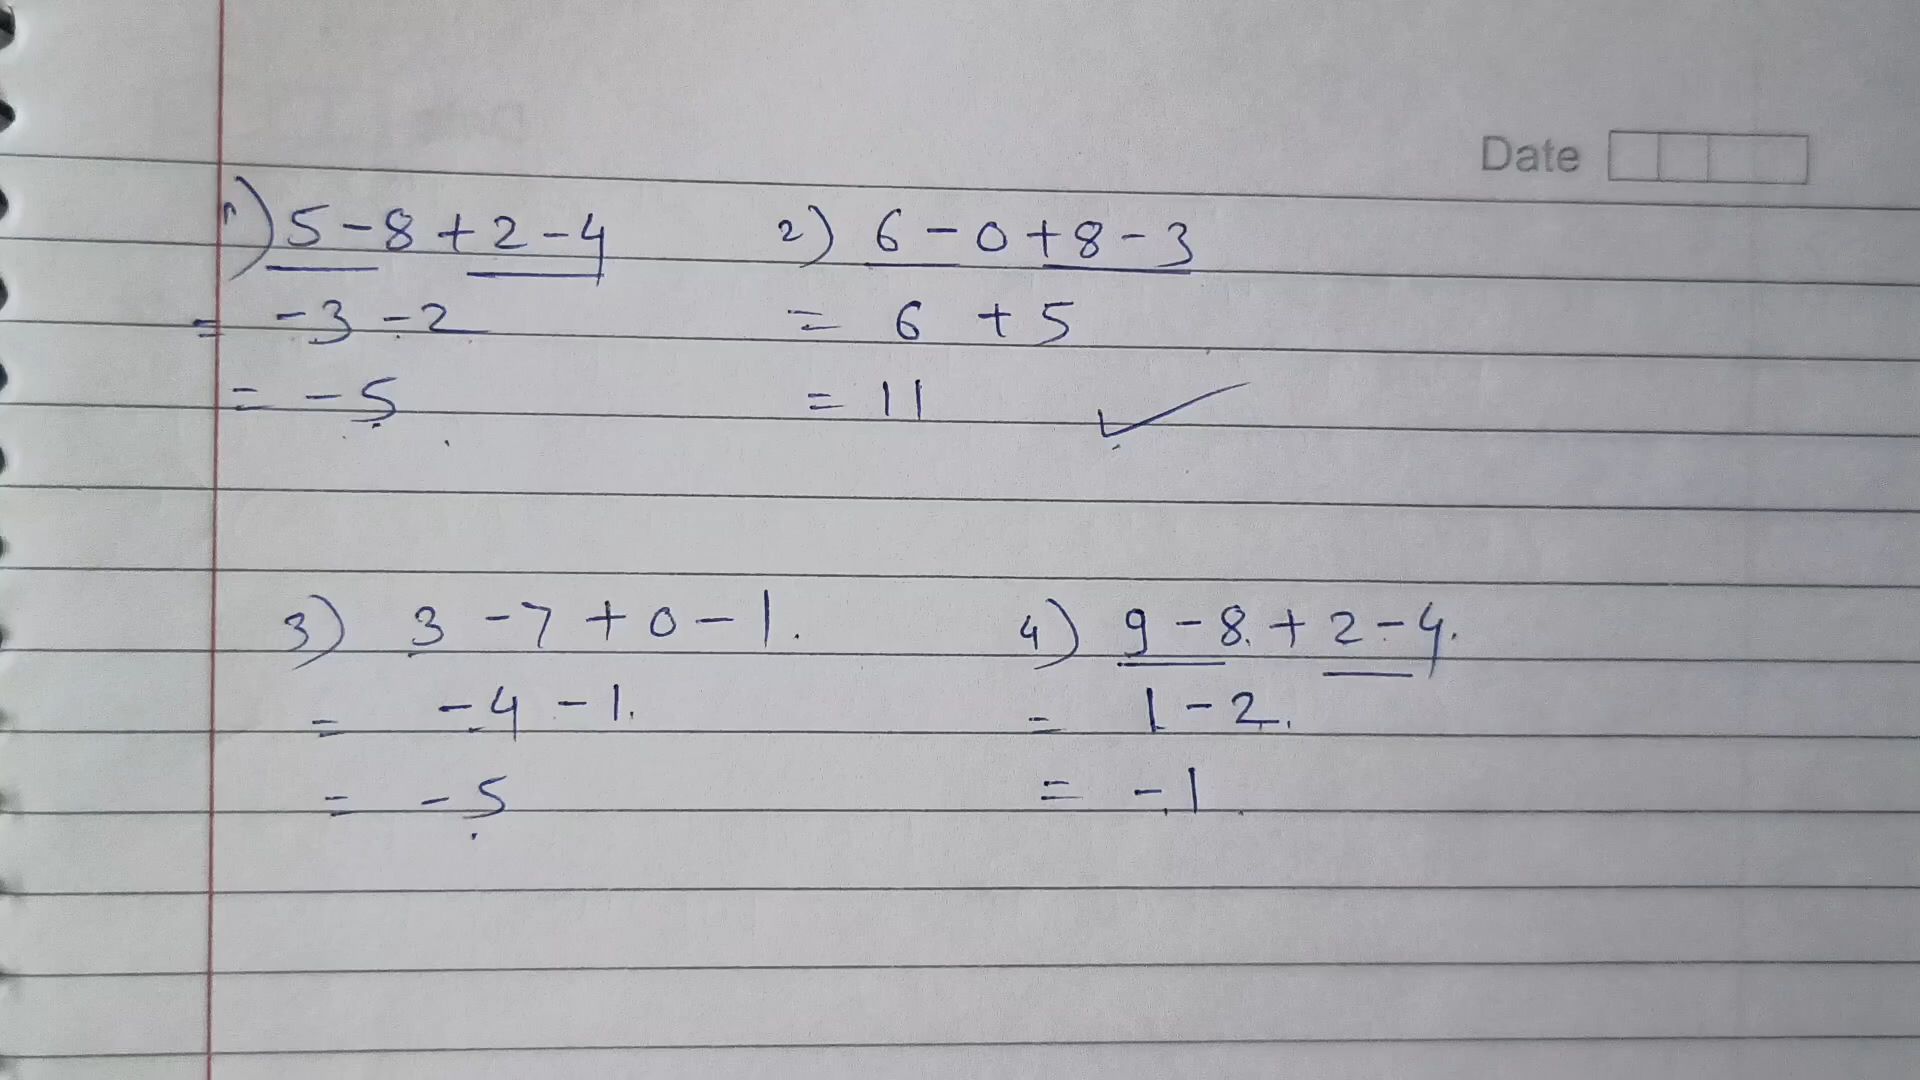 Date
1) 5 - 8 + 2 - 4
= - 3 - 2
= - 5
2) 6 - 0 + 8 - 3
= 6 + 5
= 11 ✓
3) 3 - 7 + 0 - 1.
= - 4 - 1.
= - 5
4) 9 - 8. + 2 - 4.
= 1 - 2.
= - 1